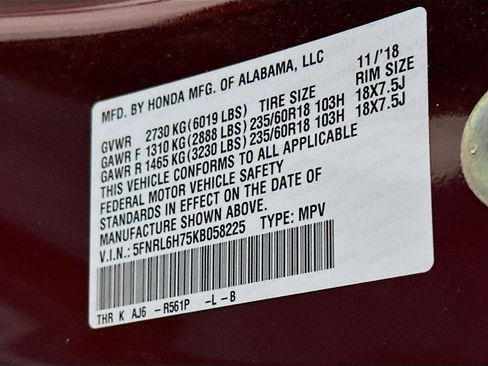 MFD. BY HONDA MFG. OF ALABAMA, LLC 11/'18
GVWR 2730 KG (6019 LBS) TIRE SIZE RIM SIZE
GAWR F 1310 KG (2888 LBS) 235/60R18 103H 18X7.5J
GAWR R 1465 KG (3230 LBS) 235/60R18 103H 18X7.5J
THIS VEHICLE CONFORMS TO ALL APPLICABLE
FEDERAL MOTOR VEHICLE SAFETY
STANDARDS IN EFFECT ON THE DATE OF
MANUFACTURE SHOWN ABOVE.
V.I.N.: 5FNRL6H75KB058225 TYPE: MPV
THR K AJ6 -R561P -L-B